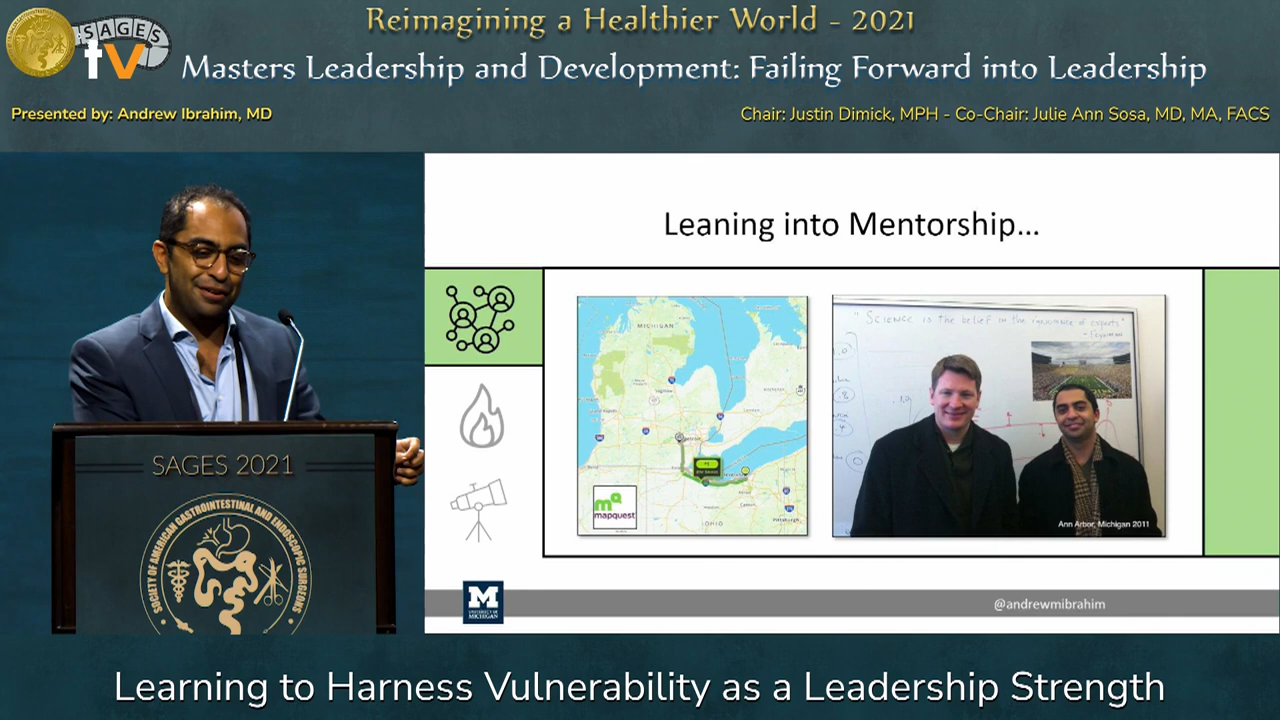 Reimagining a Healthier World - 2021
SAGES
tv
Masters Leadership and Development: Failing Forward into Leadership
Presented by: Andrew Ibrahim, MD
Chair: Justin Dimick, MPH - Co-Chair: Julie Ann Sosa, MD, MA, FACS
Leaning into Mentorship...
MICHIGAN
OHIO
Pittsburgh
mapquest
"SCIENCE is the belief in the ignorance of experts"
- Feynman
Ann Arbor, Michigan 2011
SAGES 2021
SOCIETY OF AMERICAN GASTROINTESTINAL AND ENDOSCOPIC SURGEONS
M
UNIVERSITY OF
MICHIGAN
@andrewmibrahim
Learning to Harness Vulnerability as a Leadership Strength